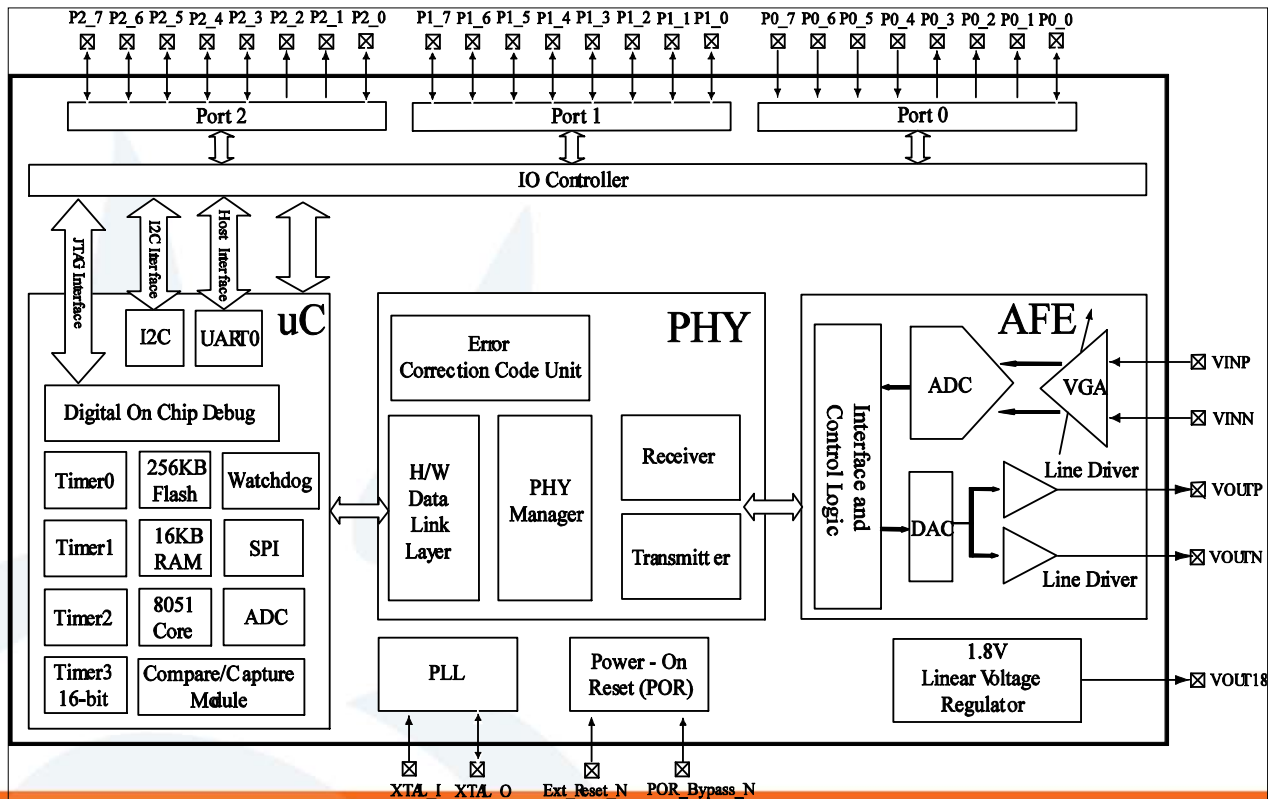 P2_7 P2_6 P2_5 P2_4 P2_3 P2_2 P2_1 P2_0 P1_7 P1_6 P1_5 P1_4 P1_3 P1_2 P1_1 P1_0 P0_7 P0_6 P0_5 P0_4 P0_3 P0_2 P0_1 P0_0
Port 2 Port 1 Port 0
IO Controller
JTAG Interface
I2C Iterface
Host Interface
uC
I2C
UART0
Digital On Chip Debug
Timer0
256KB
Flash
Watchdog
Timer1
16KB
RAM
SPI
Timer2
8051
Core
ADC
Timer3
16-bit
Compare/Capture
Module
PHY
Error
Correction Code Unit
H/W
Data
Link
Layer
PHY
Manager
Receiver
Transmitter
AFE
Interface and
Control Logic
ADC
VGA
Line Driver
DAC
Line Driver
VINP
VINN
VOUTP
VOUTN
PLL
Power - On
Reset (POR)
1.8V
Linear Voltage
Regulator
VOUT18
XTAL_I XTAL_O Ext_Reset_N POR_Bypass_N